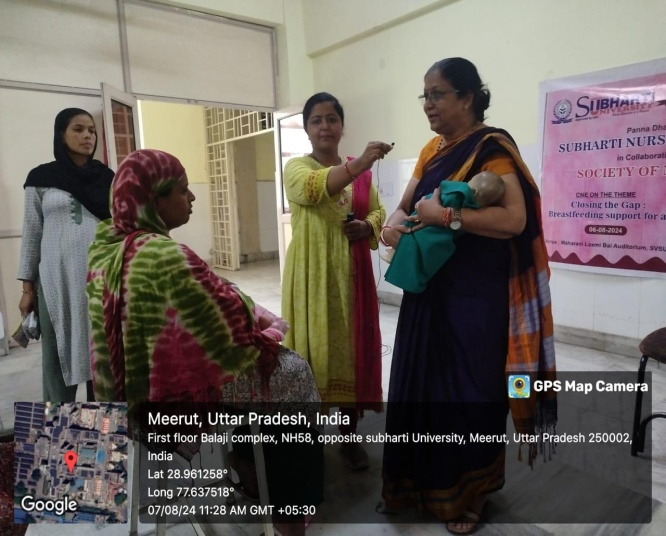 SUBHARTI
UNIVERSITY
Panna Dha
SUBHARTI NURS
in Collabora
SOCIETY OF
CNE ON THE THEME
Closing the Gap :
Breastfeeding support for a
06-08-2024
Maharani Laxmi Bai Auditorium, SVSU
GPS Map Camera
Meerut, Uttar Pradesh, India
First floor Balaji complex, NH58, opposite subharti University, Meerut, Uttar Pradesh 250002,
India
Lat 28.961258°
Long 77.637518°
07/08/24 11:28 AM GMT +05:30
Google